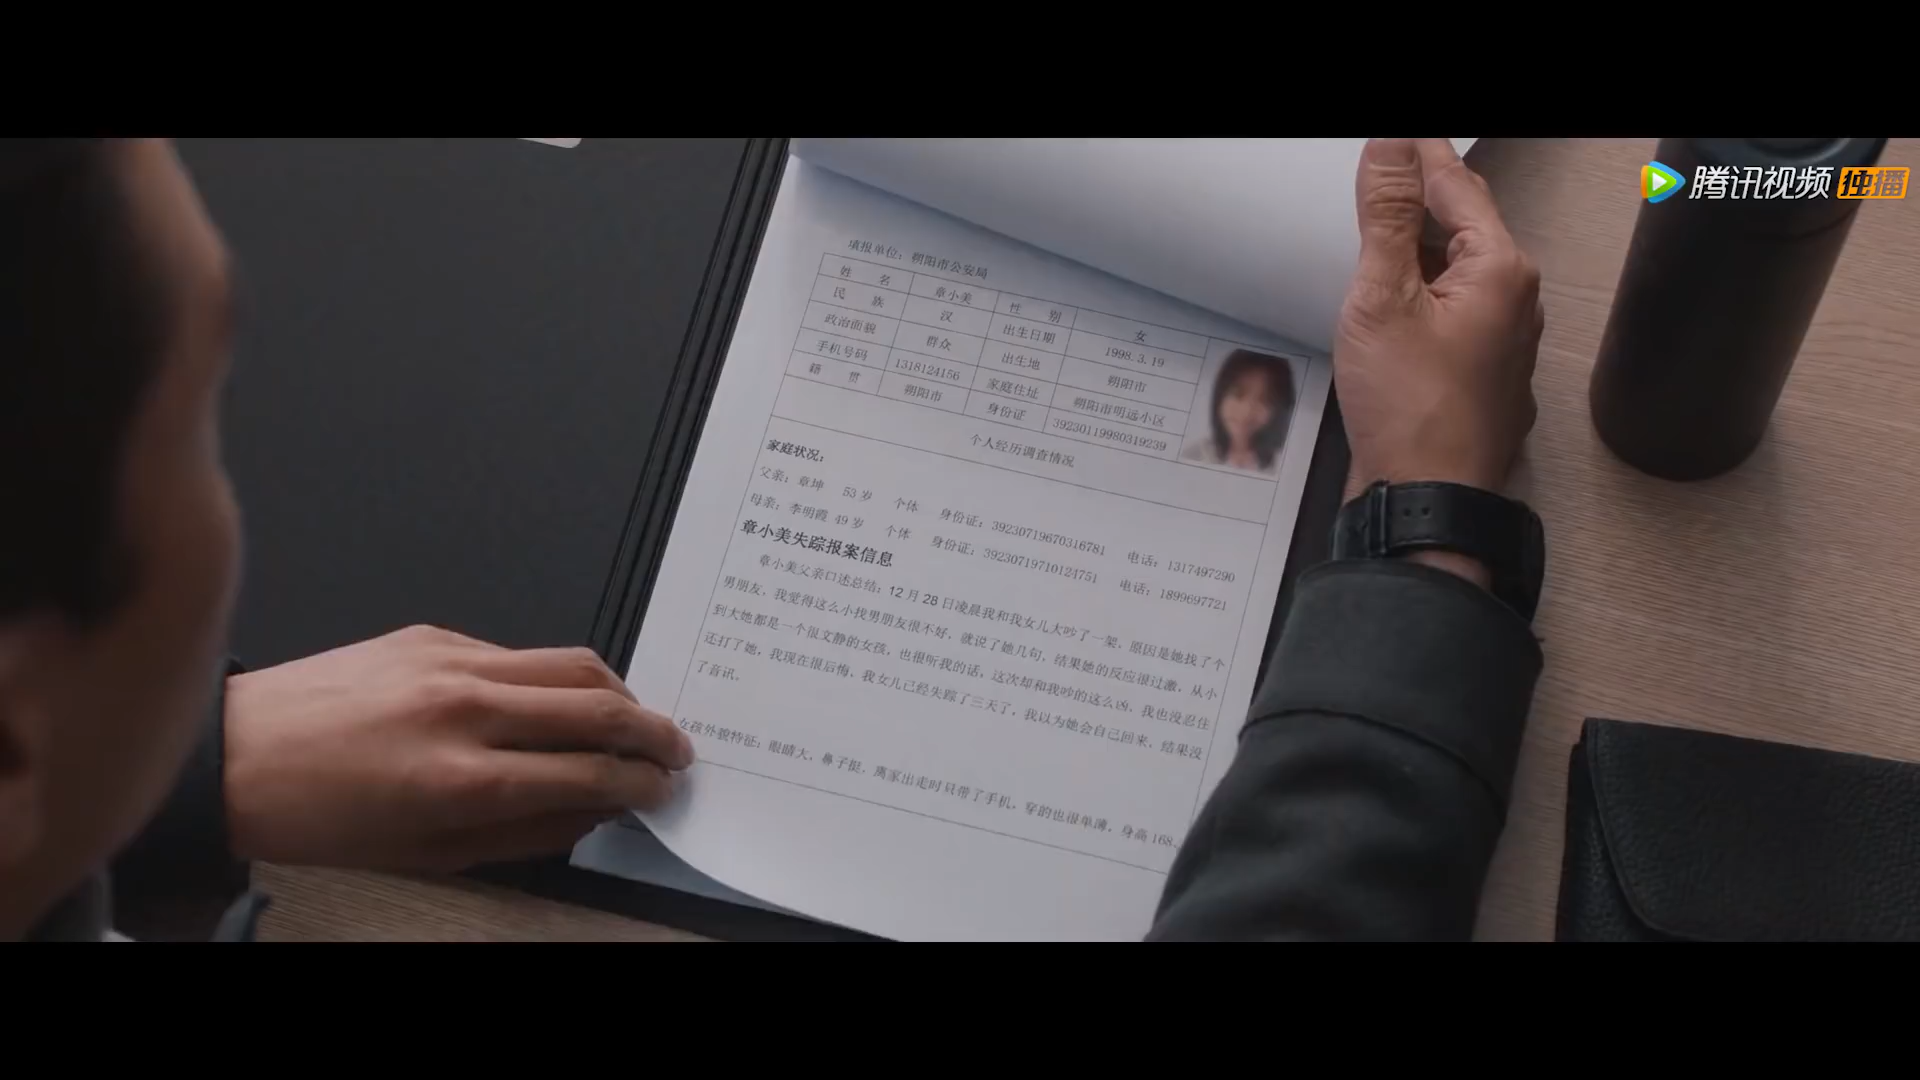 腾讯视频 独播
填报单位：朔阳市公安局
姓 名 章小美 性 别 女
民 族 汉 出生日期 1998.3.19
政治面貌 群众 出生地 朔阳市
手机号码 1318124156 家庭住址 朔阳市明远小区
籍 贯 朔阳市 身份证 39230119980319239
个人经历调查情况
家庭状况：
父亲：章坤 53岁 个体 身份证：39230719670316781 电话：1317497290
母亲：李明霞 49岁 个体 身份证：39230719710124751 电话：1899697721
章小美失踪报案信息
章小美父亲口述总结：12月28日凌晨我和我女儿大吵了一架，原因是她找了个
男朋友，我觉得这么小找男朋友很不好，就说了她几句，结果她的反应很过激，从小
到大她都是一个很文静的女孩，也很听我的话，这次却和我吵的这么凶，我也没忍住
还打了她，我现在很后悔，我女儿已经失踪了三天了，我以为她会自己回来，结果没
了音讯。
女孩外貌特征：眼睛大，鼻子挺，离家出走时只带了手机，穿的也很单薄，身高168，